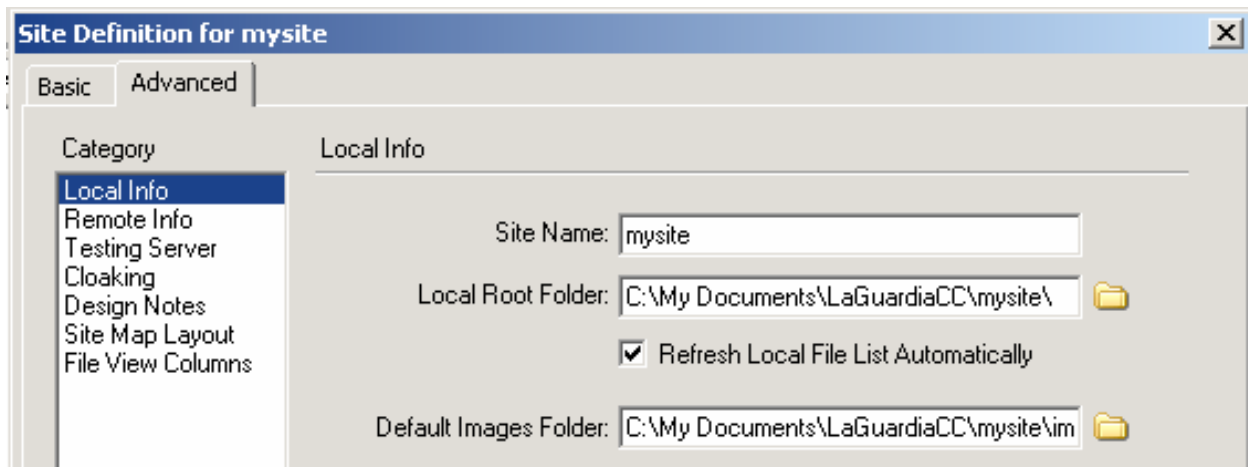 Site Definition for mysite
Basic
Advanced
Category
Local Info
Remote Info
Testing Server
Cloaking
Design Notes
Site Map Layout
File View Columns
Local Info
Site Name: mysite
Local Root Folder: C:\My Documents\LaGuardiaCC\mysite\
Refresh Local File List Automatically
Default Images Folder: C:\My Documents\LaGuardiaCC\mysite\im